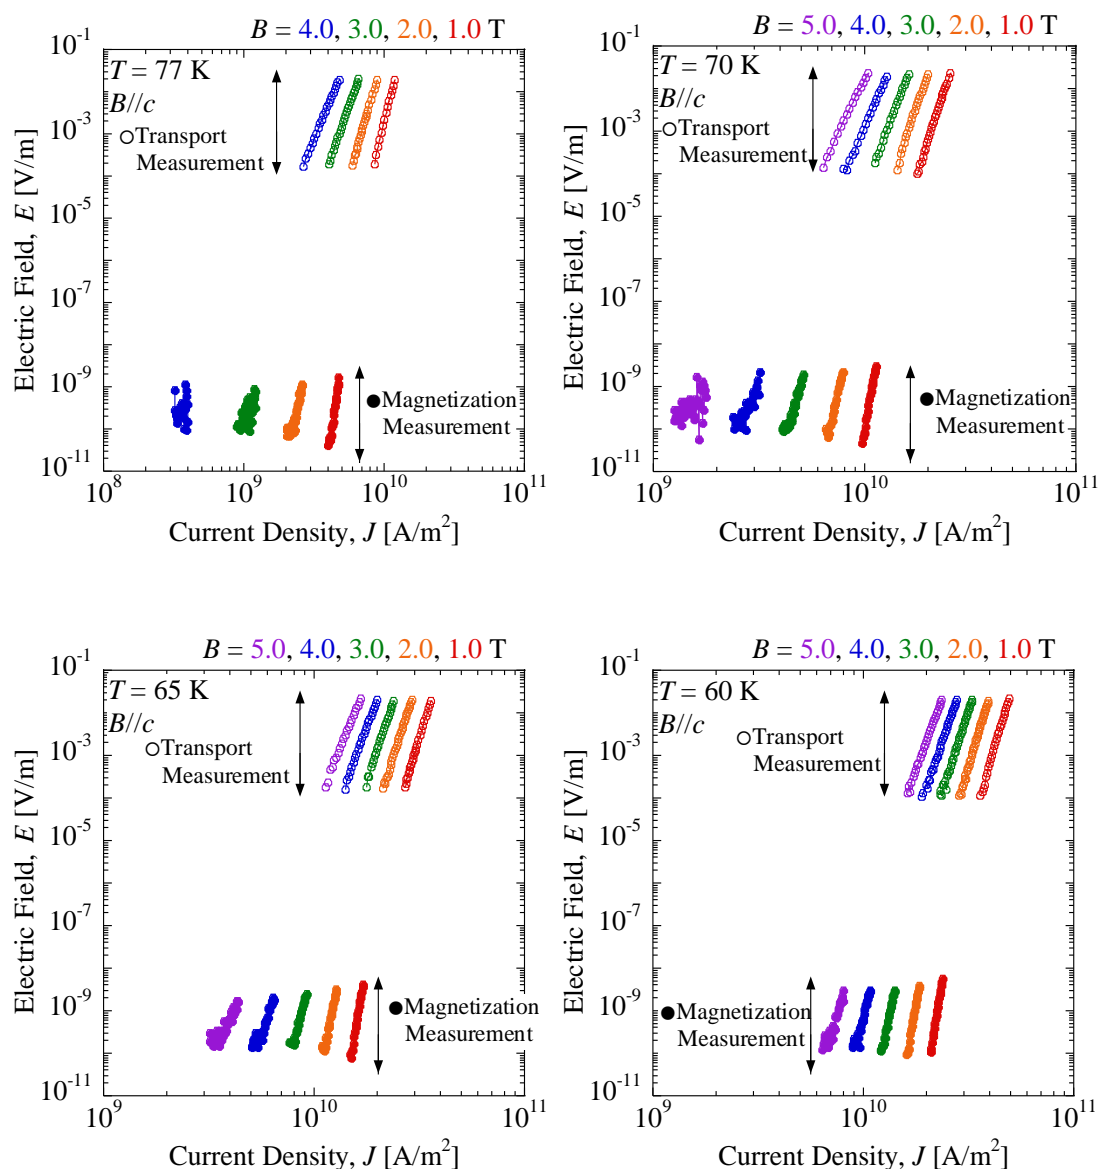 B = 4.0, 3.0, 2.0, 1.0 T
10⁻¹
10⁻³
10⁻⁵
10⁻⁷
10⁻⁹
10⁻¹¹
Electric Field, E [V/m]
T = 77 K
B//c
Transport
Measurement
Magnetization
Measurement
10⁸
10⁹
10¹⁰
10¹¹
Current Density, J [A/m²]
B = 5.0, 4.0, 3.0, 2.0, 1.0 T
10⁻¹
10⁻³
10⁻⁵
10⁻⁷
10⁻⁹
10⁻¹¹
Electric Field, E [V/m]
T = 70 K
B//c
Transport
Measurement
Magnetization
Measurement
10⁹
10¹⁰
10¹¹
Current Density, J [A/m²]
B = 5.0, 4.0, 3.0, 2.0, 1.0 T
10⁻¹
10⁻³
10⁻⁵
10⁻⁷
10⁻⁹
10⁻¹¹
Electric Field, E [V/m]
T = 65 K
B//c
Transport
Measurement
Magnetization
Measurement
10⁹
10¹⁰
10¹¹
Current Density, J [A/m²]
B = 5.0, 4.0, 3.0, 2.0, 1.0 T
10⁻¹
10⁻³
10⁻⁵
10⁻⁷
10⁻⁹
10⁻¹¹
Electric Field, E [V/m]
T = 60 K
B//c
Transport
Measurement
Magnetization
Measurement
10⁹
10¹⁰
10¹¹
Current Density, J [A/m²]